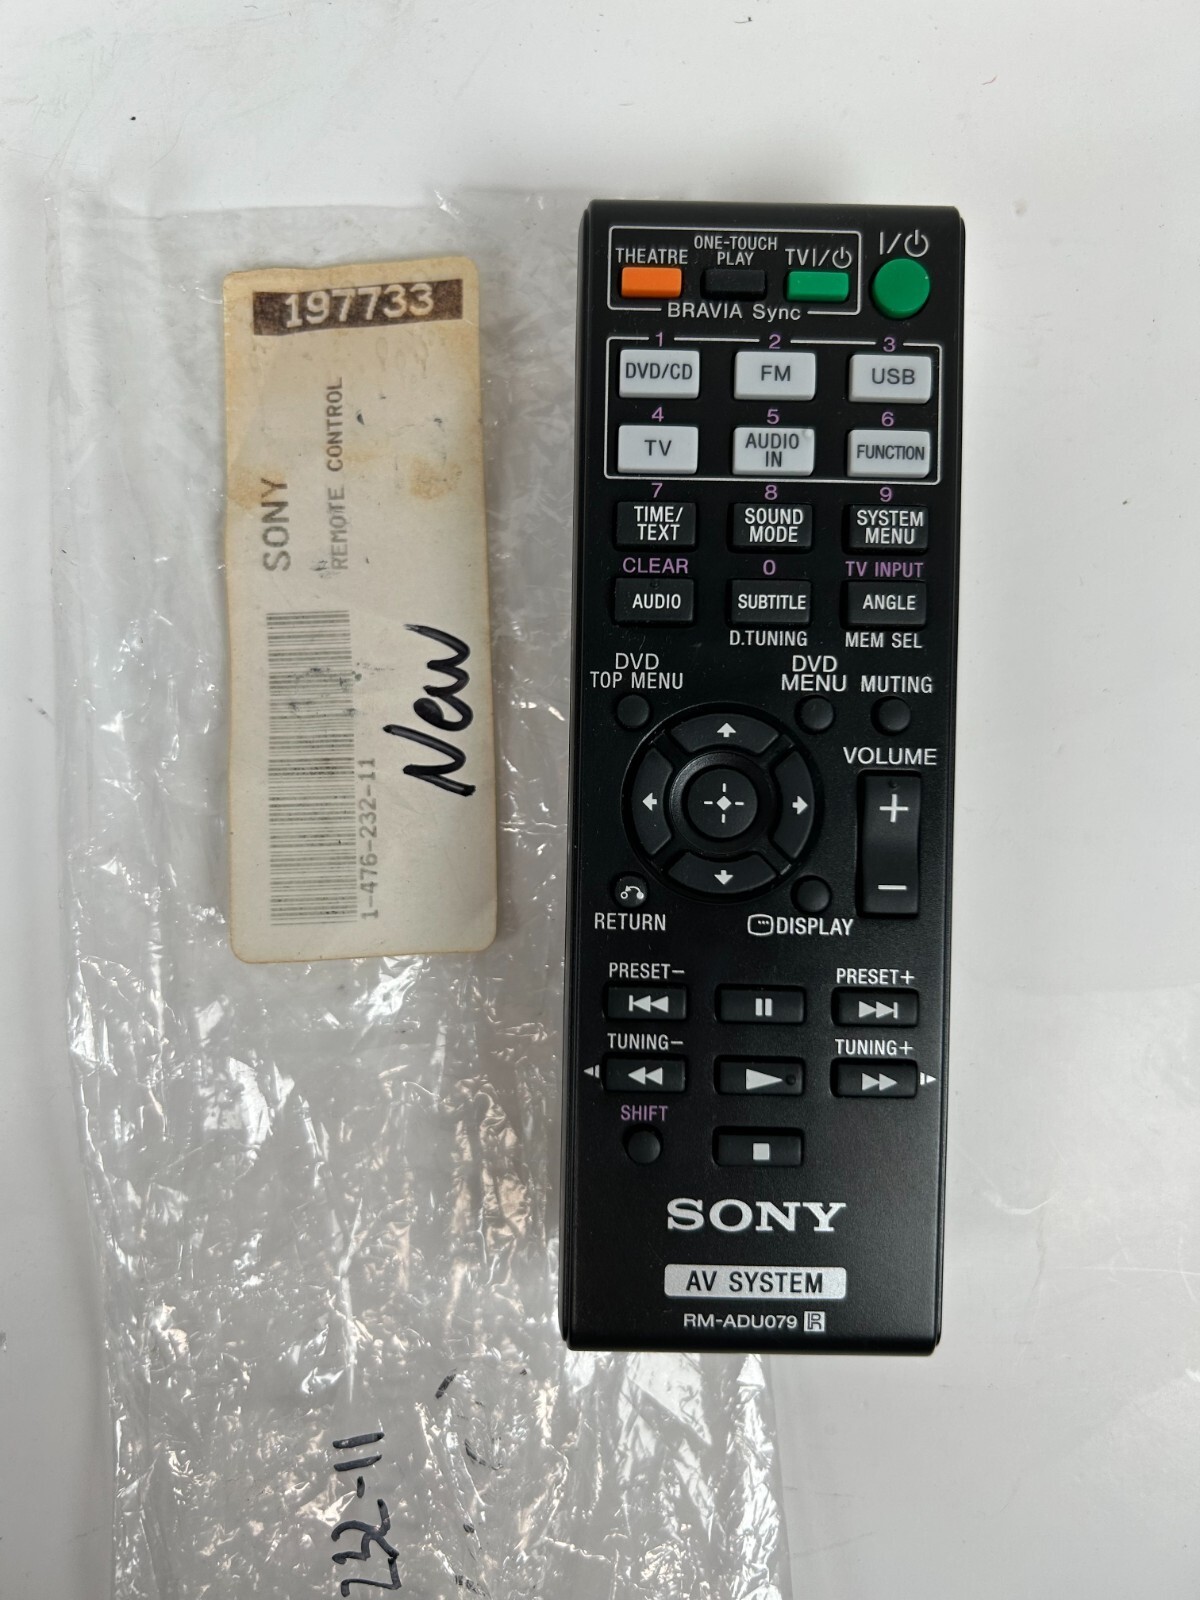 197733
SONY
REMOTE CONTROL
1-476-232-11
New
232-11
THEATRE
ONE-TOUCH
PLAY
TV I/⏻
I/⏻
BRAVIA Sync
1 2 3
DVD/CD FM USB
4 5 6
TV
AUDIO
IN
FUNCTION
7 8 9
TIME/
TEXT
SOUND
MODE
SYSTEM
MENU
CLEAR 0 TV INPUT
AUDIO SUBTITLE ANGLE
D.TUNING MEM SEL
DVD
TOP MENU
DVD
MENU
MUTING
VOLUME
+
−
RETURN
DISPLAY
PRESET− PRESET+
TUNING− TUNING+
SHIFT
SONY
AV SYSTEM
RM-ADU079 R